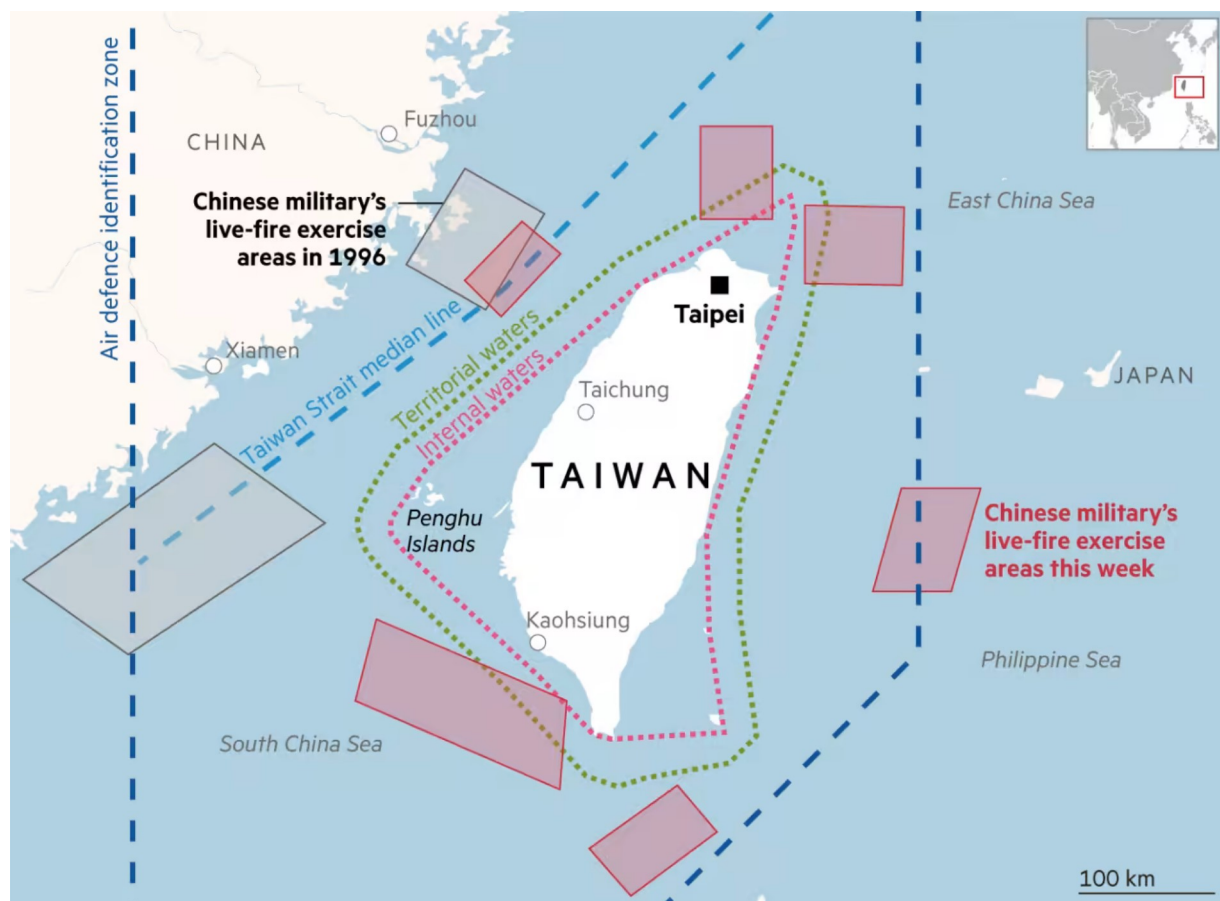 Air defence identification zone
CHINA
Fuzhou
Chinese military's
live-fire exercise
areas in 1996
East China Sea
Taipei
Xiamen
Taiwan Strait median line
Territorial waters
Internal waters
Taichung
JAPAN
TAIWAN
Penghu
Islands
Chinese military's
live-fire exercise
areas this week
Kaohsiung
Philippine Sea
South China Sea
100 km